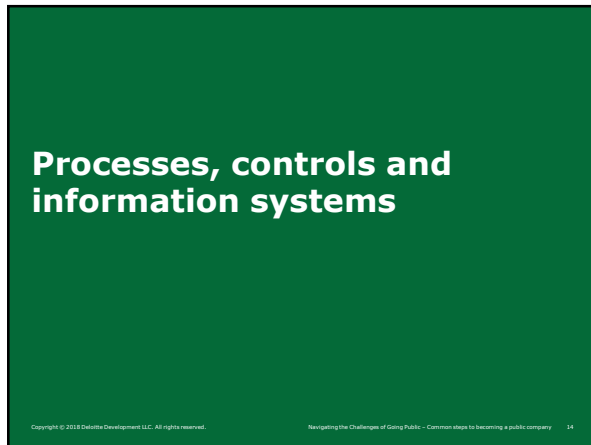 Processes, controls and
information systems
Copyright © 2018 Deloitte Development LLC. All rights reserved.
Navigating the Challenges of Going Public – Common steps to becoming a public company
14